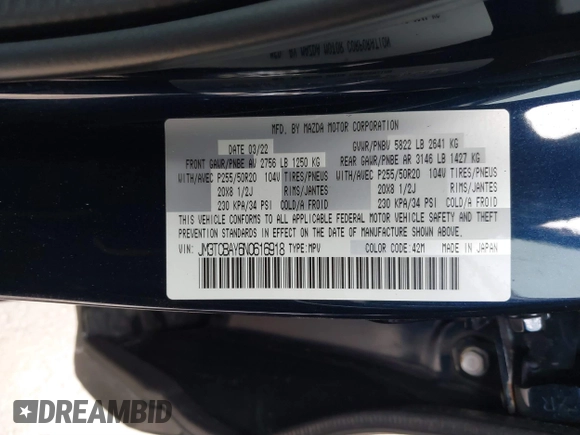 MFD. BY MAZDA MOTOR CORPORATION
DATE 03/22 GVWR/PNBV 5822 LB 2641 KG
FRONT GAWR/PNBE AV 2756 LB 1250 KG REAR GAWR/PNBE AR 3146 LB 1427 KG
WITH/AVEC P255/50R20 104V TIRES/PNEUS WITH/AVEC P255/50R20 104V TIRES/PNEUS
20X8 1/2J RIMS/JANTES 20X8 1/2J RIMS/JANTES
230 KPA/34 PSI COLD/A FROID 230 KPA/34 PSI COLD/A FROID
THIS VEHICLE CONFORMS TO ALL APPLICABLE FEDERAL MOTOR VEHICLE SAFETY AND
THEFT PREVENTION STANDARDS IN EFFECT ON THE DATE OF MANUFACTURE SHOWN ABOVE.
VIN: JM3TCBAY6N0616918 TYPE:MPV COLOR CODE: 42M MADE IN JAPAN
DREAMBID